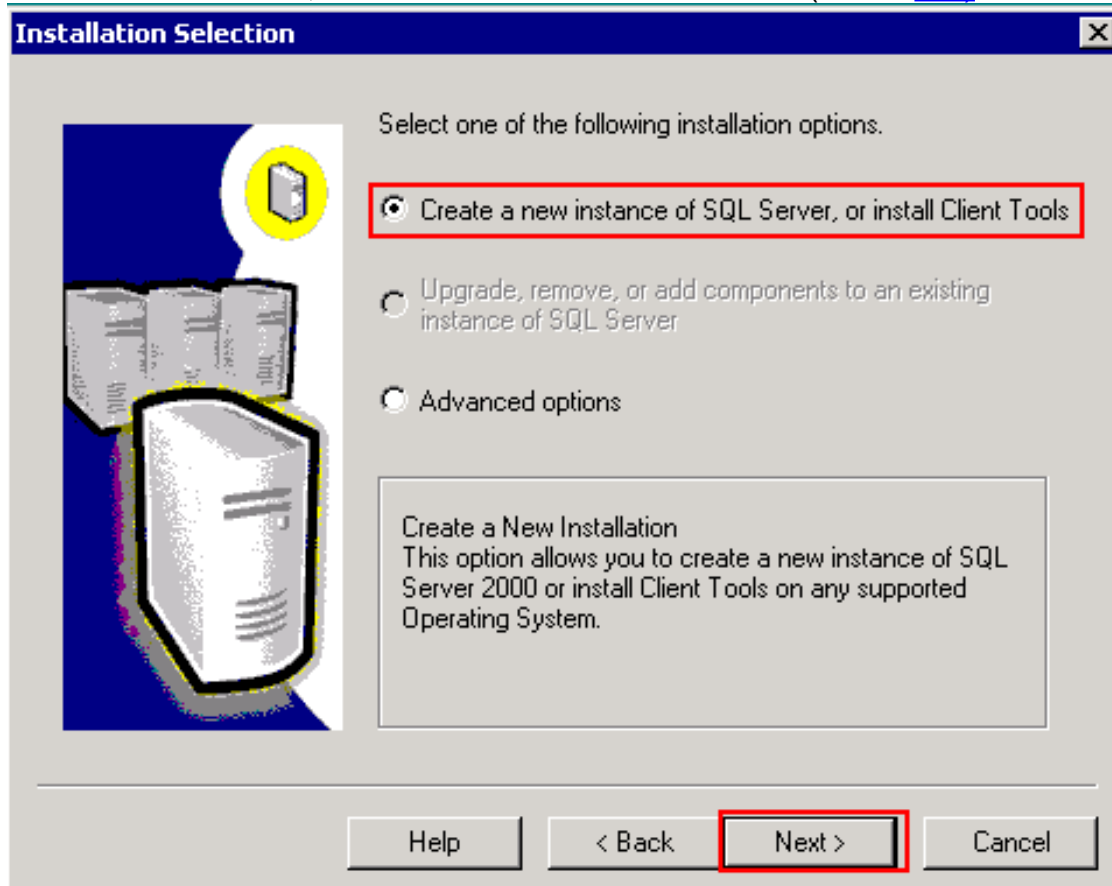 Installation Selection
Select one of the following installation options.
Create a new instance of SQL Server, or install Client Tools
Upgrade, remove, or add components to an existing
instance of SQL Server
Advanced options
Create a New Installation
This option allows you to create a new instance of SQL
Server 2000 or install Client Tools on any supported
Operating System.
Help
< Back
Next >
Cancel